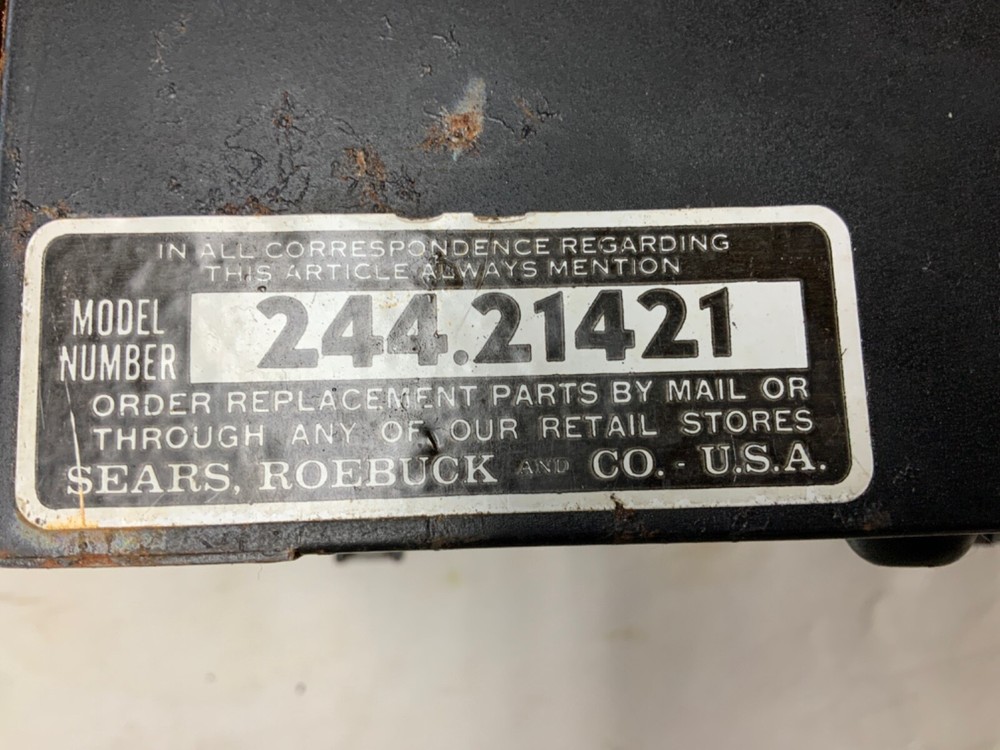 IN ALL CORRESPONDENCE REGARDING
THIS ARTICLE ALWAYS MENTION
MODEL NUMBER 244.21421
ORDER REPLACEMENT PARTS BY MAIL OR
THROUGH ANY OF OUR RETAIL STORES
SEARS, ROEBUCK AND CO. - U.S.A.